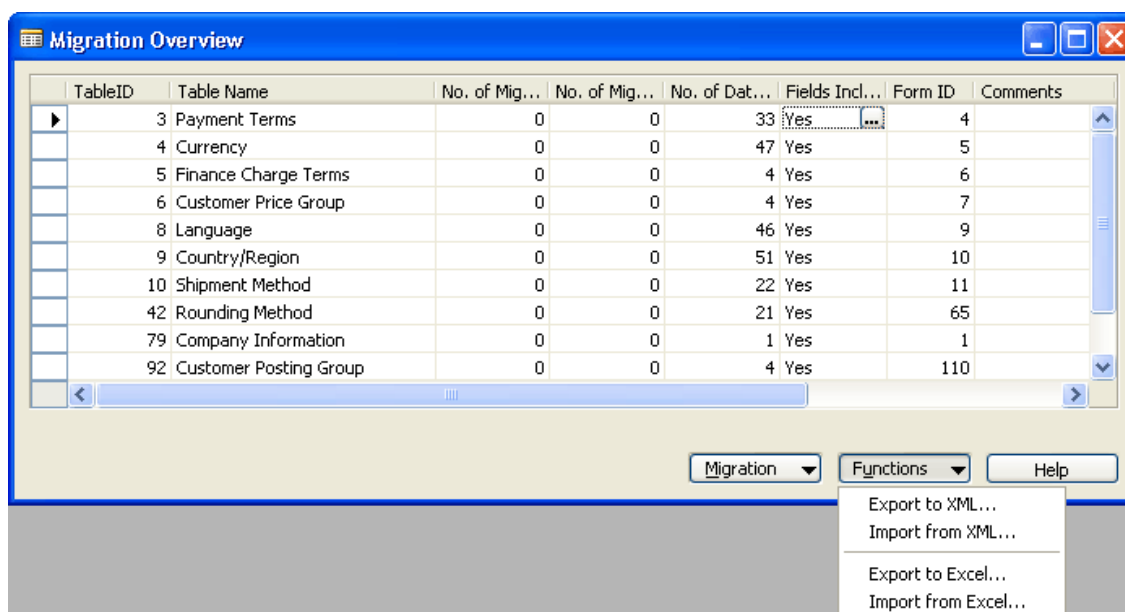 Migration Overview
TableID Table Name No. of Mig... No. of Mig... No. of Dat... Fields Incl... Form ID Comments
3 Payment Terms 0 0 33 Yes ... 4
4 Currency 0 0 47 Yes 5
5 Finance Charge Terms 0 0 4 Yes 6
6 Customer Price Group 0 0 4 Yes 7
8 Language 0 0 46 Yes 9
9 Country/Region 0 0 51 Yes 10
10 Shipment Method 0 0 22 Yes 11
42 Rounding Method 0 0 21 Yes 65
79 Company Information 0 0 1 Yes 1
92 Customer Posting Group 0 0 4 Yes 110
Migration Functions Help
Export to XML...
Import from XML...
Export to Excel...
Import from Excel...